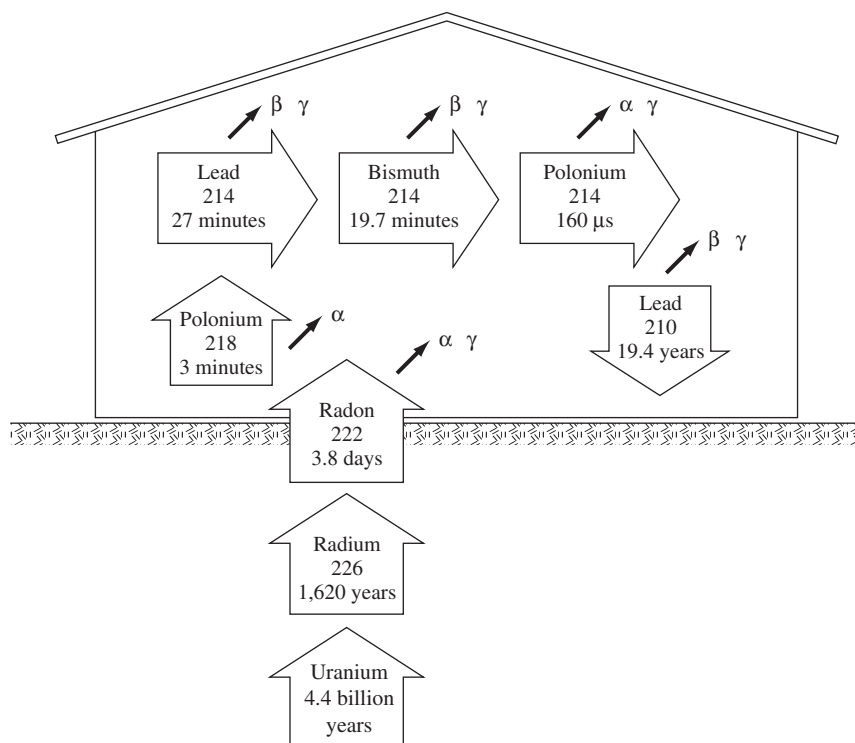 β γ
Lead
214
27 minutes
β γ
Bismuth
214
19.7 minutes
α γ
Polonium
214
160 μs
β γ
Lead
210
19.4 years
α
Polonium
218
3 minutes
α γ
Radon
222
3.8 days
Radium
226
1,620 years
Uranium
4.4 billion
years